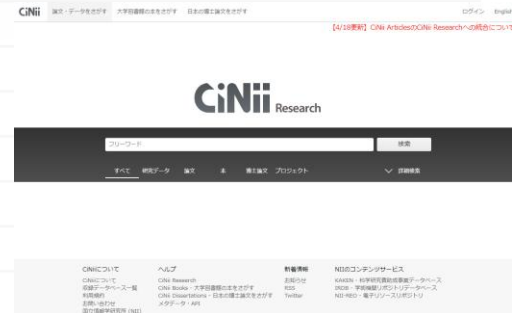 CiNii 論文・データをさがす 大学図書館の本をさがす 日本の博士論文をさがす ログイン English
【4/18更新】CiNii ArticlesのCiNii Researchへの統合について
CiNii Research
フリーワード 検索
すべて 研究データ 論文 本 博士論文 プロジェクト 詳細検索
CiNiiについて ヘルプ 新着情報 NIIのコンテンツサービス
CiNiiについて CiNii Research お知らせ KAKEN - 科学研究費助成事業データベース
収録データベース一覧 CiNii Books - 大学図書館の本をさがす RSS IRDB - 学術機関リポジトリデータベース
利用規約 CiNii Dissertations - 日本の博士論文をさがす Twitter NII-REO - 電子リソースリポジトリ
お問い合わせ メタデータ・API
国立情報学研究所 (NII)